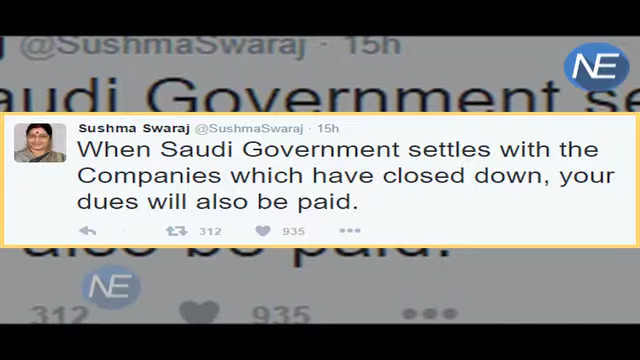 @SushmaSwaraj · 15h
NE
audi Government se
Sushma Swaraj @SushmaSwaraj · 15h
When Saudi Government settles with the
Companies which have closed down, your
dues will also be paid.
312 935
also be paid.
NE
312 935